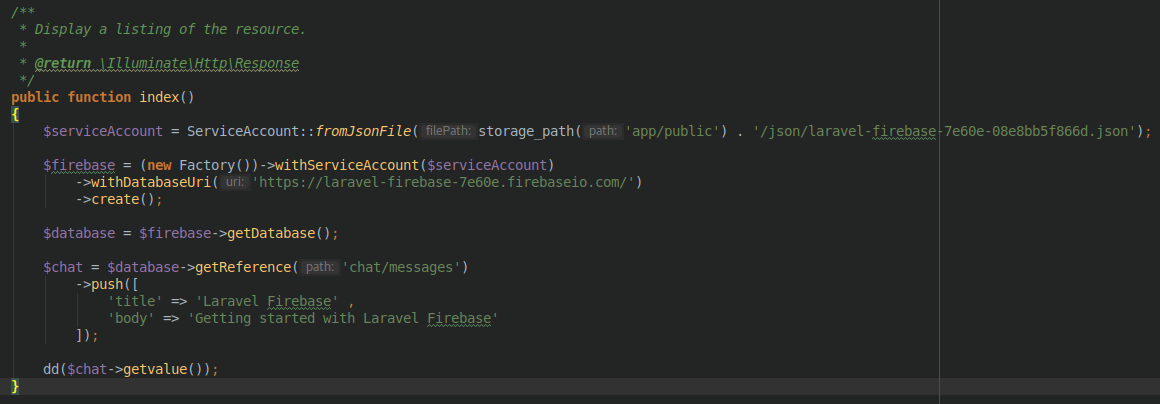 /**
 * Display a listing of the resource.
 *
 * @return \Illuminate\Http\Response
 */
public function index()
{
    $serviceAccount = ServiceAccount::fromJsonFile( filePath: storage_path( path: 'app/public') . '/json/laravel-firebase-7e60e-08e8bb5f866d.json');

    $firebase = (new Factory())->withServiceAccount($serviceAccount)
        ->withDatabaseUri( uri: 'https://laravel-firebase-7e60e.firebaseio.com/')
        ->create();

    $database = $firebase->getDatabase();

    $chat = $database->getReference( path: 'chat/messages')
        ->push([
            'title' => 'Laravel Firebase' ,
            'body' => 'Getting started with Laravel Firebase'
        ]);

    dd($chat->getvalue());
}